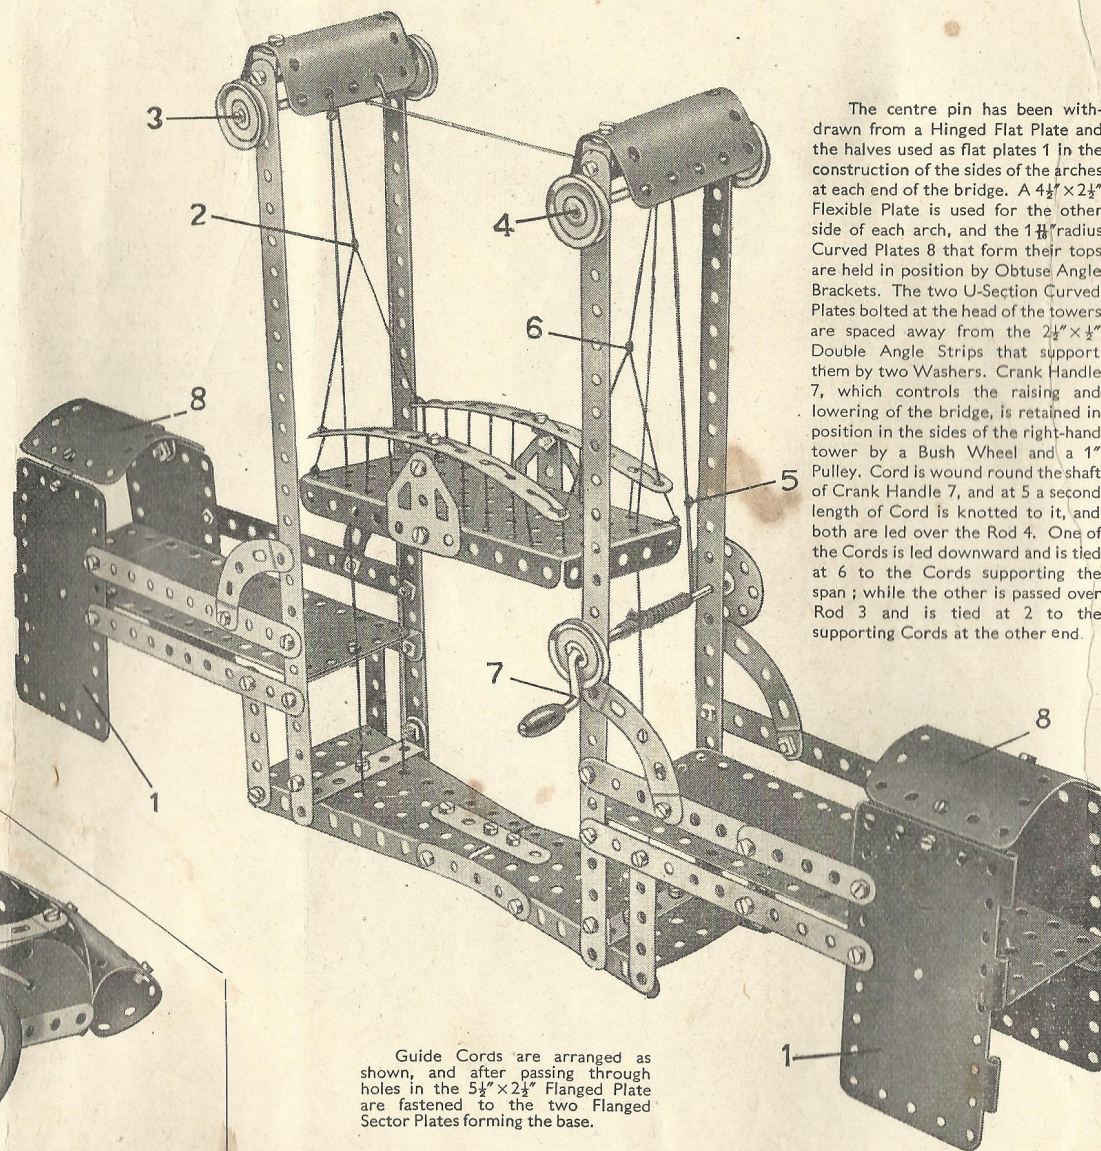 The centre pin has been with-
drawn from a Hinged Flat Plate and
the halves used as flat plates 1 in the
construction of the sides of the arches
at each end of the bridge. A 4½″×2½″
Flexible Plate is used for the other
side of each arch, and the 1 11/16″ radius
Curved Plates 8 that form their tops
are held in position by Obtuse Angle
Brackets. The two U-Section Curved
Plates bolted at the head of the towers
are spaced away from the 2½″×½″
Double Angle Strips that support
them by two Washers. Crank Handle
7, which controls the raising and
lowering of the bridge, is retained in
position in the sides of the right-hand
tower by a Bush Wheel and a 1″
Pulley. Cord is wound round the shaft
of Crank Handle 7, and at 5 a second
length of Cord is knotted to it, and
both are led over the Rod 4. One of
the Cords is led downward and is tied
at 6 to the Cords supporting the
span ; while the other is passed over
Rod 3 and is tied at 2 to the
supporting Cords at the other end.
3
2
4
6
8
5
7
8
1
1
Guide Cords are arranged as
shown, and after passing through
holes in the 5½″×2½″ Flanged Plate
are fastened to the two Flanged
Sector Plates forming the base.